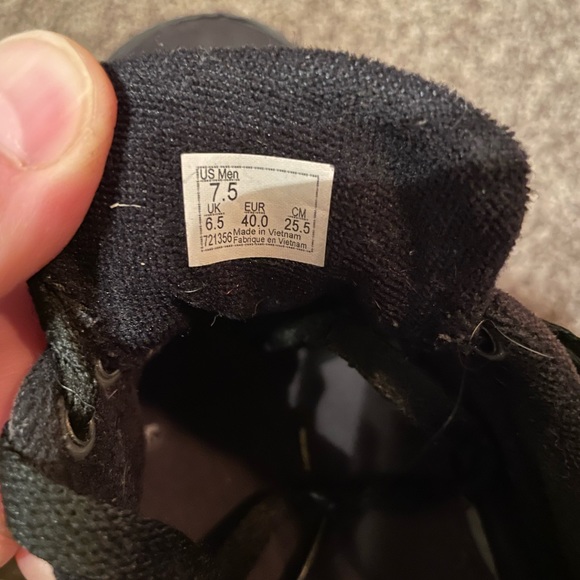 US Men
7.5
UK EUR CM
6.5 40.0 25.5
721356 Made in Vietnam
Fabrique en Vietnam